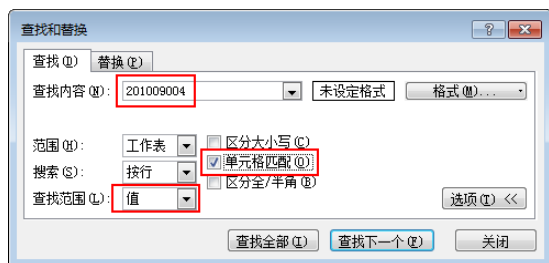 查找和替换
查找(D) 替换(P)
查找内容(N): 201009004 未设定格式 格式(M)...
范围(H): 工作表 区分大小写(C)
搜索(S): 按行 单元格匹配(O)
查找范围(L): 值 区分全/半角(B)
选项(T) <<
查找全部(I) 查找下一个(F) 关闭